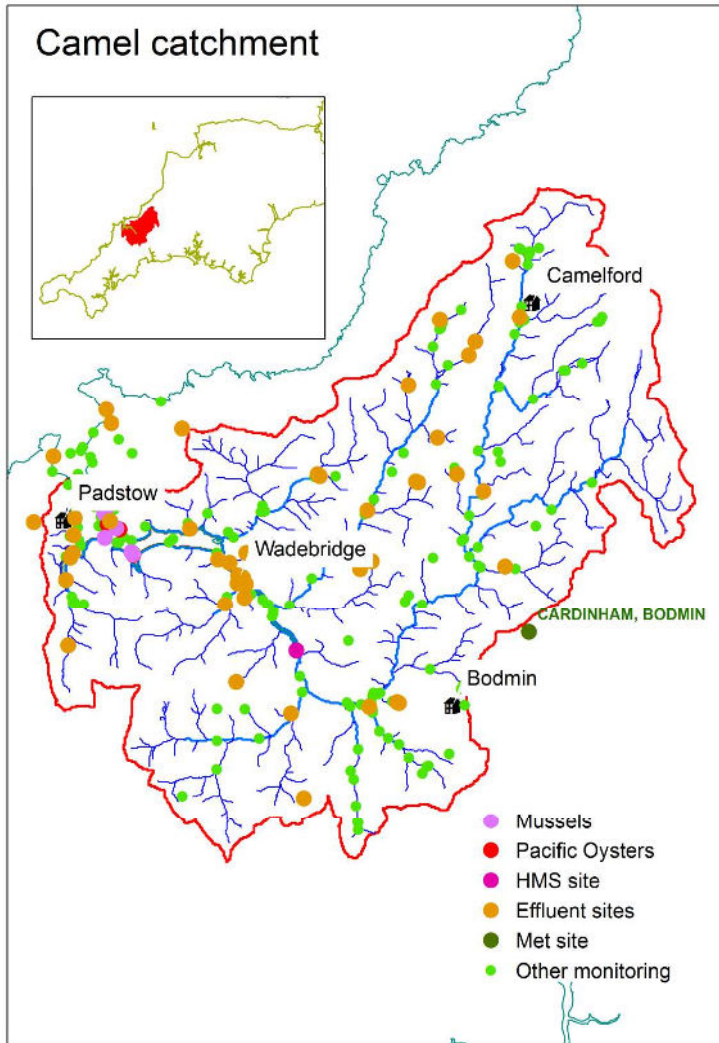 Camel catchment
Camelford
Padstow
Wadebridge
CARDINHAM, BODMIN
Bodmin
Mussels
Pacific Oysters
HMS site
Effluent sites
Met site
Other monitoring